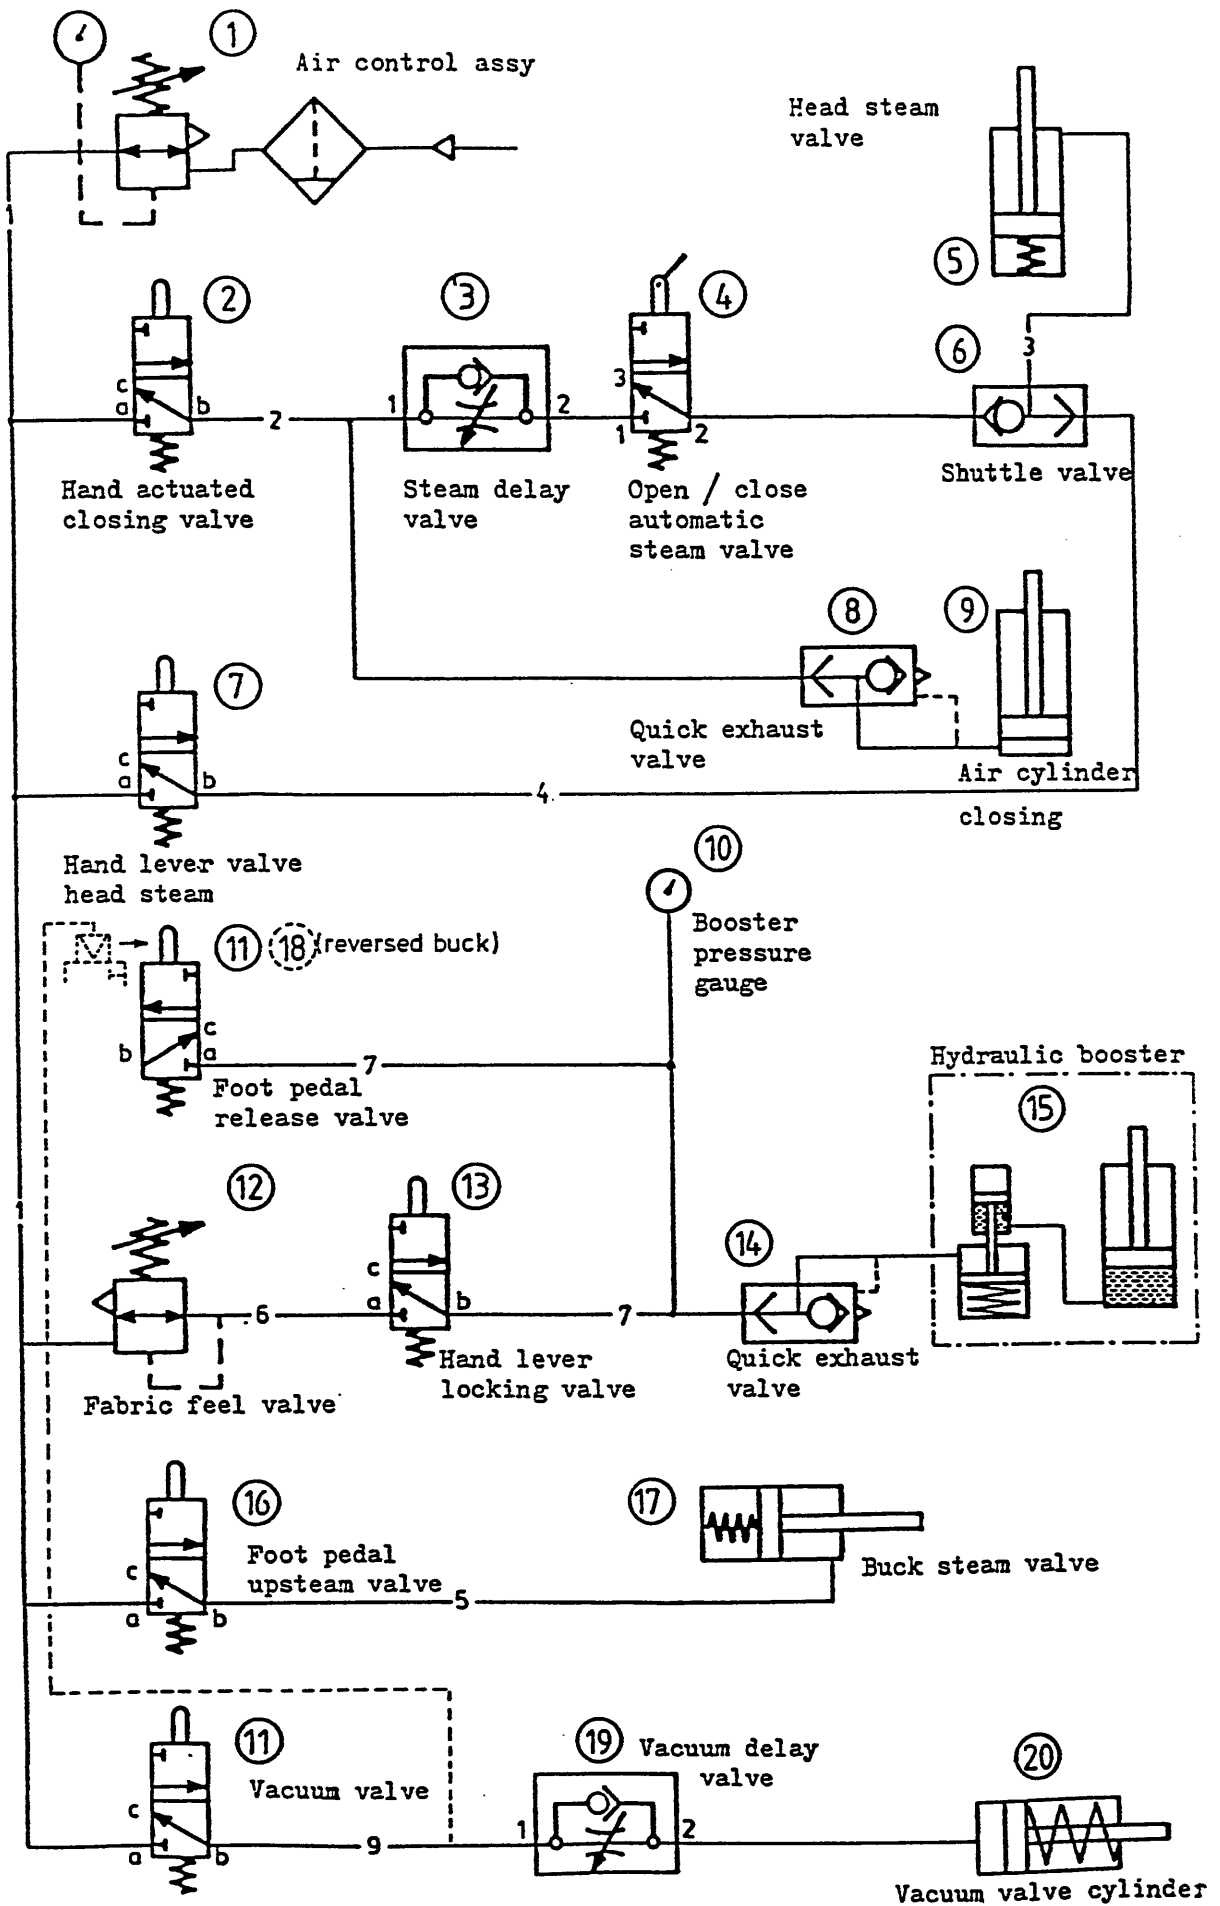 1
Air control assy
Head steam
valve
1
5
2
3
4
6
3
c
a
b
2
1
2
3
1
2
Hand actuated
closing valve
Steam delay
valve
Open / close
automatic
steam valve
Shuttle valve
7
8
9
c
a
b
4
Quick exhaust
valve
Air cylinder
closing
Hand lever valve
head steam
10
Booster
pressure
gauge
11 18 (reversed buck)
b
c
a
7
Foot pedal
release valve
Hydraulic booster
15
1
12
13
14
6
c
a
b
7
Fabric feel valve
Hand lever
locking valve
Quick exhaust
valve
16
17
Foot pedal
upsteam valve
c
a
b
5
Buck steam valve
11
Vacuum valve
19
Vacuum delay
valve
20
c
a
b
9
1
2
Vacuum valve cylinder